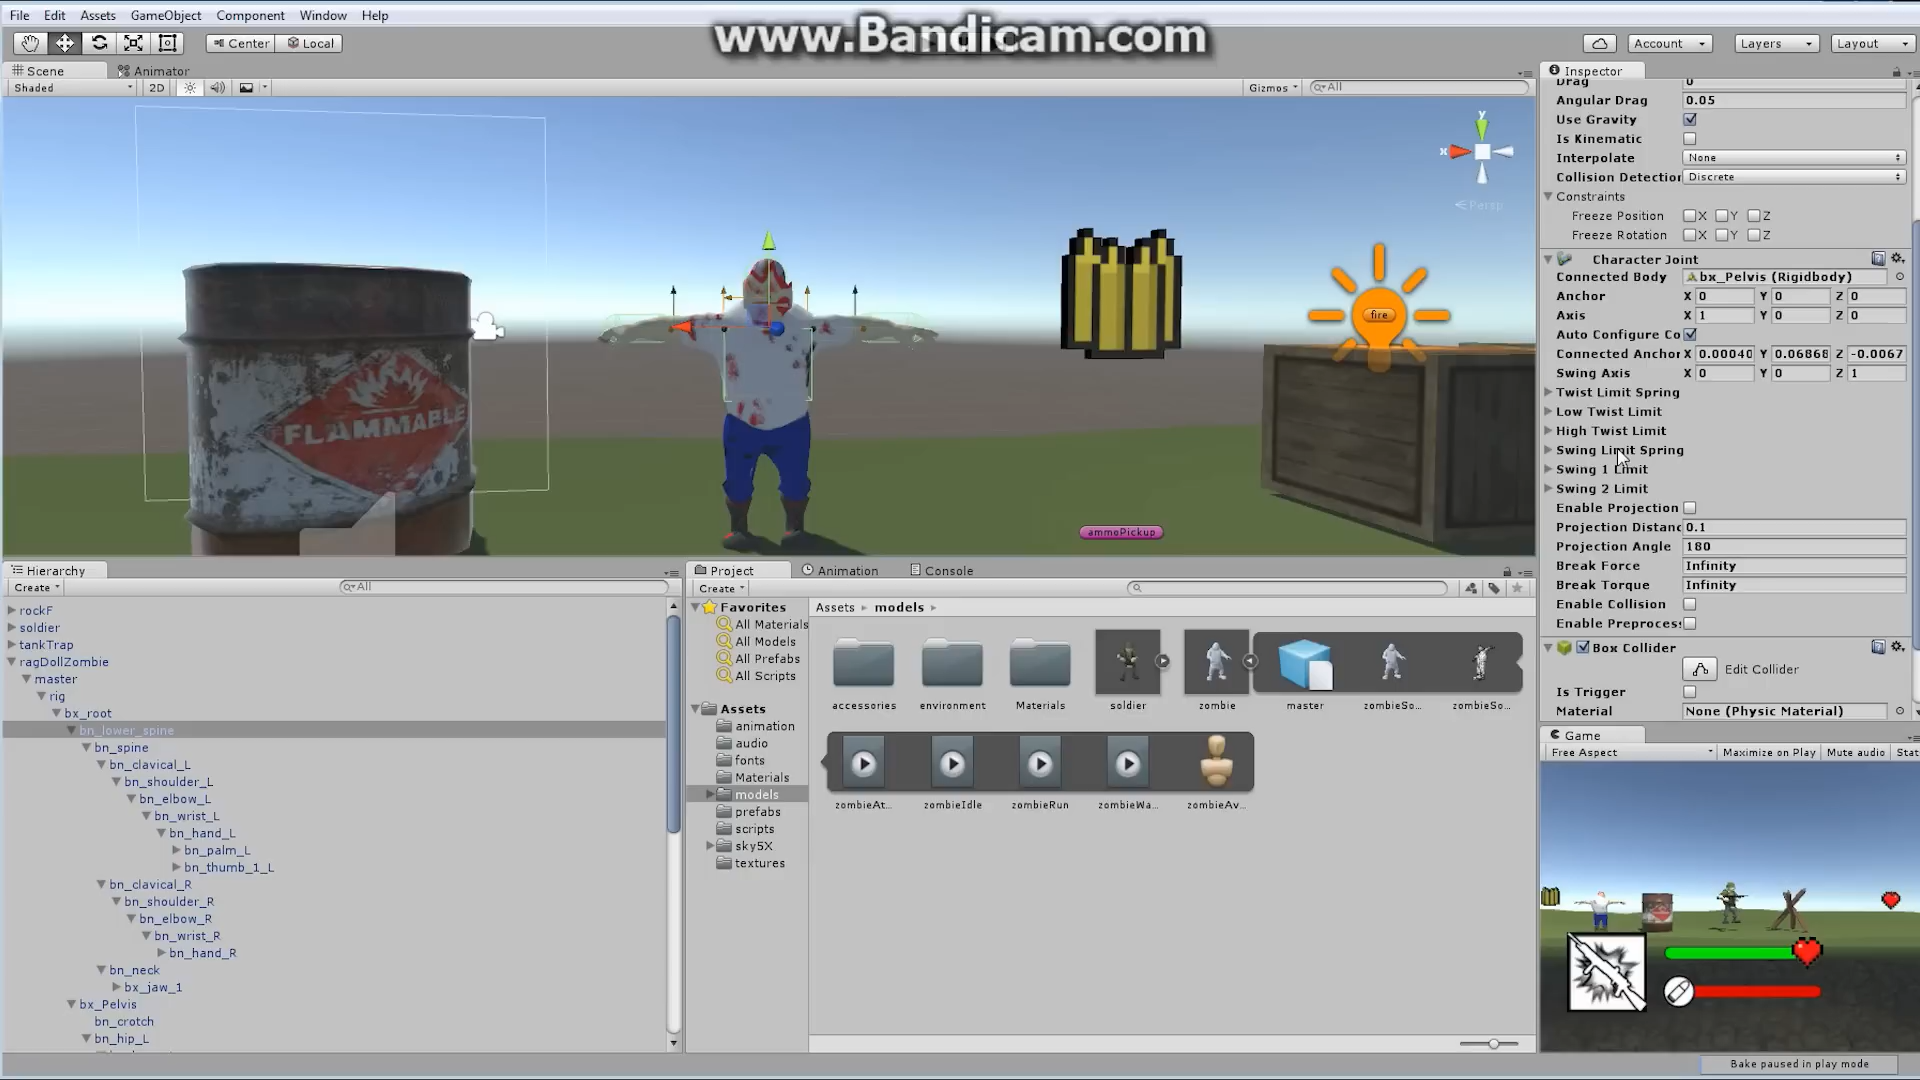 File Edit Assets GameObject Component Window Help
www.Bandicam.com
Center Local
Account Layers Layout
Scene Animator
Shaded 2D Gizmos All
Persp
y
x
FLAMMABLE
fire
ammoPickup
Inspector
Drag 0
Angular Drag 0.05
Use Gravity
Is Kinematic
Interpolate None
Collision Detection Discrete
Constraints
Freeze Position X Y Z
Freeze Rotation X Y Z
Character Joint
Connected Body bx_Pelvis (Rigidbody)
Anchor X 0 Y 0 Z 0
Axis X 1 Y 0 Z 0
Auto Configure Co
Connected Anchor X 0.00040 Y 0.06868 Z -0.0067
Swing Axis X 0 Y 0 Z 1
Twist Limit Spring
Low Twist Limit
High Twist Limit
Swing Limit Spring
Swing 1 Limit
Swing 2 Limit
Enable Projection
Projection Distanc 0.1
Projection Angle 180
Break Force Infinity
Break Torque Infinity
Enable Collision
Enable Preprocess
Box Collider
Edit Collider
Is Trigger
Material None (Physic Material)
Hierarchy
Create All
rockF
soldier
tankTrap
ragDollZombie
master
rig
bx_root
bn_lower_spine
bn_spine
bn_clavical_L
bn_shoulder_L
bn_elbow_L
bn_wrist_L
bn_hand_L
bn_palm_L
bn_thumb_1_L
bn_clavical_R
bn_shoulder_R
bn_elbow_R
bn_wrist_R
bn_hand_R
bn_neck
bx_jaw_1
bx_Pelvis
bn_crotch
bn_hip_L
Project Animation Console
Create
Favorites
All Materials
All Models
All Prefabs
All Scripts
Assets
animation
audio
fonts
Materials
models
prefabs
scripts
sky5X
textures
Assets models
accessories environment Materials soldier zombie master zombieSo... zombieSo...
zombieAt.. zombieIdle zombieRun zombieWa... zombieAv...
Game
Free Aspect Maximize on Play Mute audio Stat
Bake paused in play mode